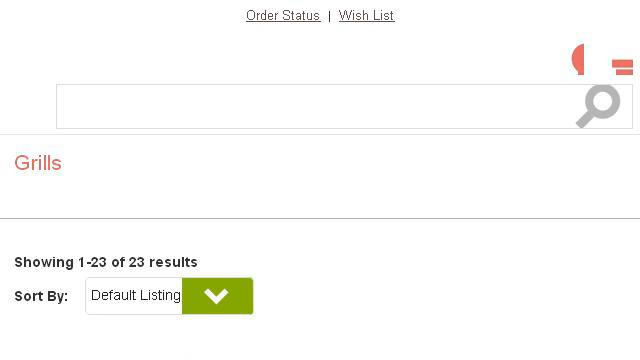 Order Status | Wish List
Grills
Showing 1-23 of 23 results
Sort By: Default Listing